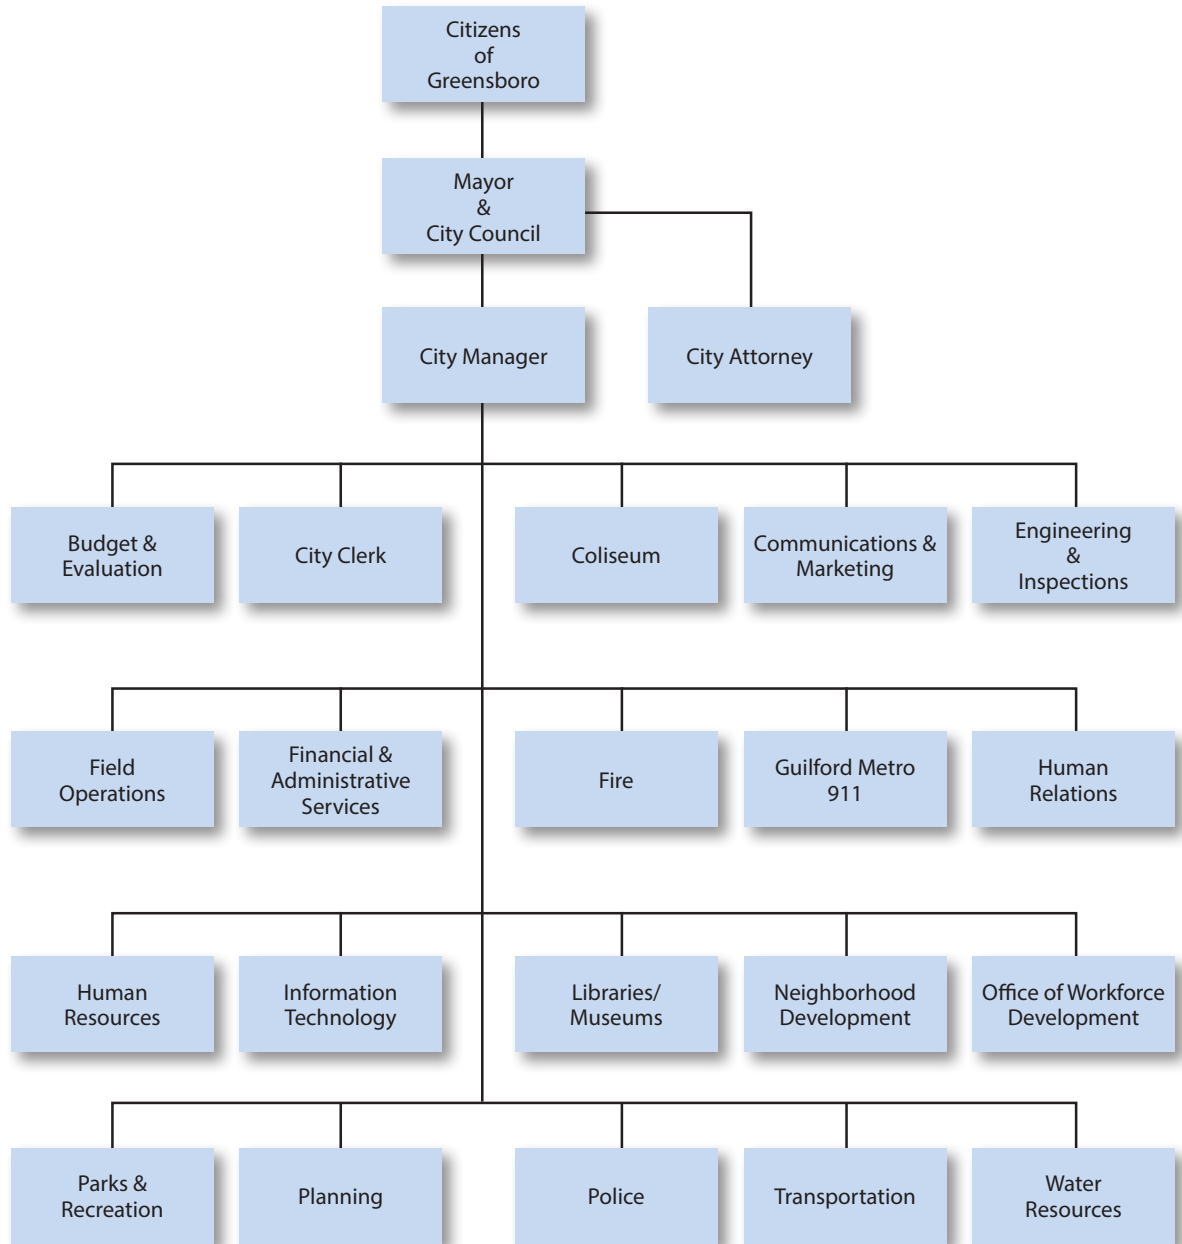 Citizens
of
Greensboro
Mayor
&
City Council
City Manager
City Attorney
Budget &
Evaluation
City Clerk
Coliseum
Communications &
Marketing
Engineering
&
Inspections
Field
Operations
Financial &
Administrative
Services
Fire
Guilford Metro
911
Human
Relations
Human
Resources
Information
Technology
Libraries/
Museums
Neighborhood
Development
Office of Workforce
Development
Parks &
Recreation
Planning
Police
Transportation
Water
Resources